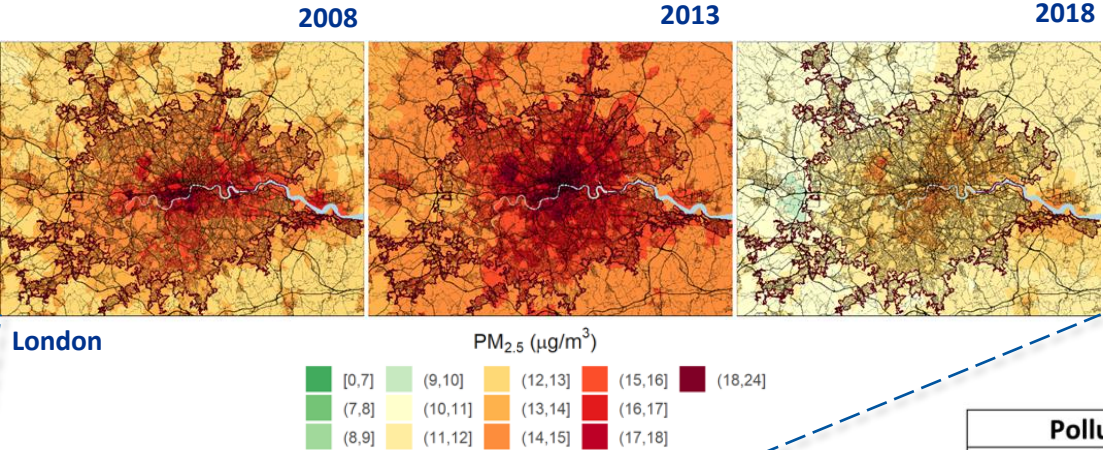 2008 2013 2018
London
PM2.5 (μg/m3)
[0,7] (9,10] (12,13] (15,16] (18,24]
(7,8] (10,11] (13,14] (16,17]
(8,9] (11,12] (14,15] (17,18]
Pollu